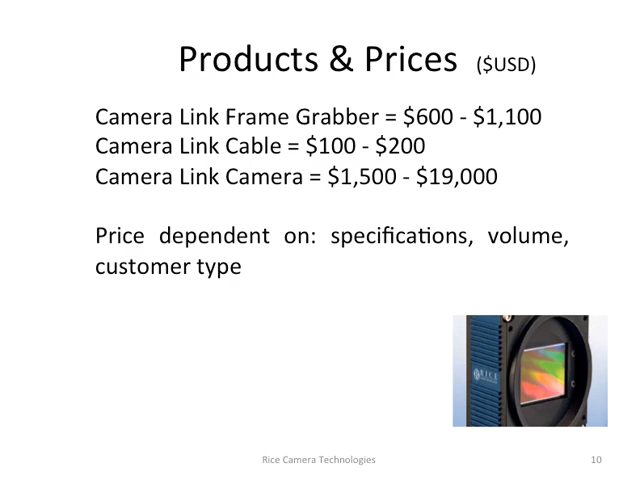 Products & Prices ($USD)
Camera Link Frame Grabber = $600 - $1,100
Camera Link Cable = $100 - $200
Camera Link Camera = $1,500 - $19,000
Price dependent on: specifications, volume,
customer type
RICE
Rice Camera Technologies
10